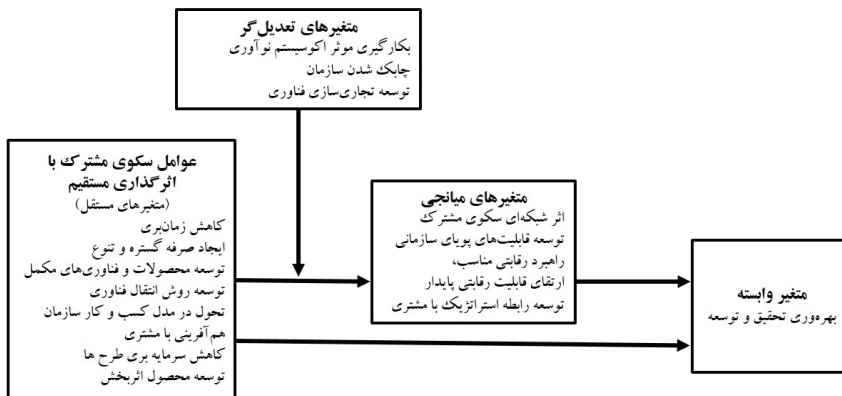 متغیرهای تعدیل‌گر
بکارگیری موثر اکوسیستم نوآوری
چابک شدن سازمان
توسعه تجاری‌سازی فناوری
عوامل سکوی مشترک با
اثرگذاری مستقیم
(متغیرهای مستقل)
کاهش زمان‌بری
ایجاد صرفه گستره و تنوع
توسعه محصولات و فناوری‌های مکمل
توسعه روش انتقال فناوری
تحول در مدل کسب و کار سازمان
هم آفرینی با مشتری
کاهش سرمایه بری طرح ها
توسعه محصول اثربخش
متغیرهای میانجی
اثر شبکه‌ای سکوی مشترک
توسعه قابلیت‌های پویای سازمانی
راهبرد رقابتی مناسب،
ارتقای قابلیت رقابتی پایدار
توسعه رابطه استراتژیک با مشتری
متغیر وابسته
بهره‌وری تحقیق و توسعه